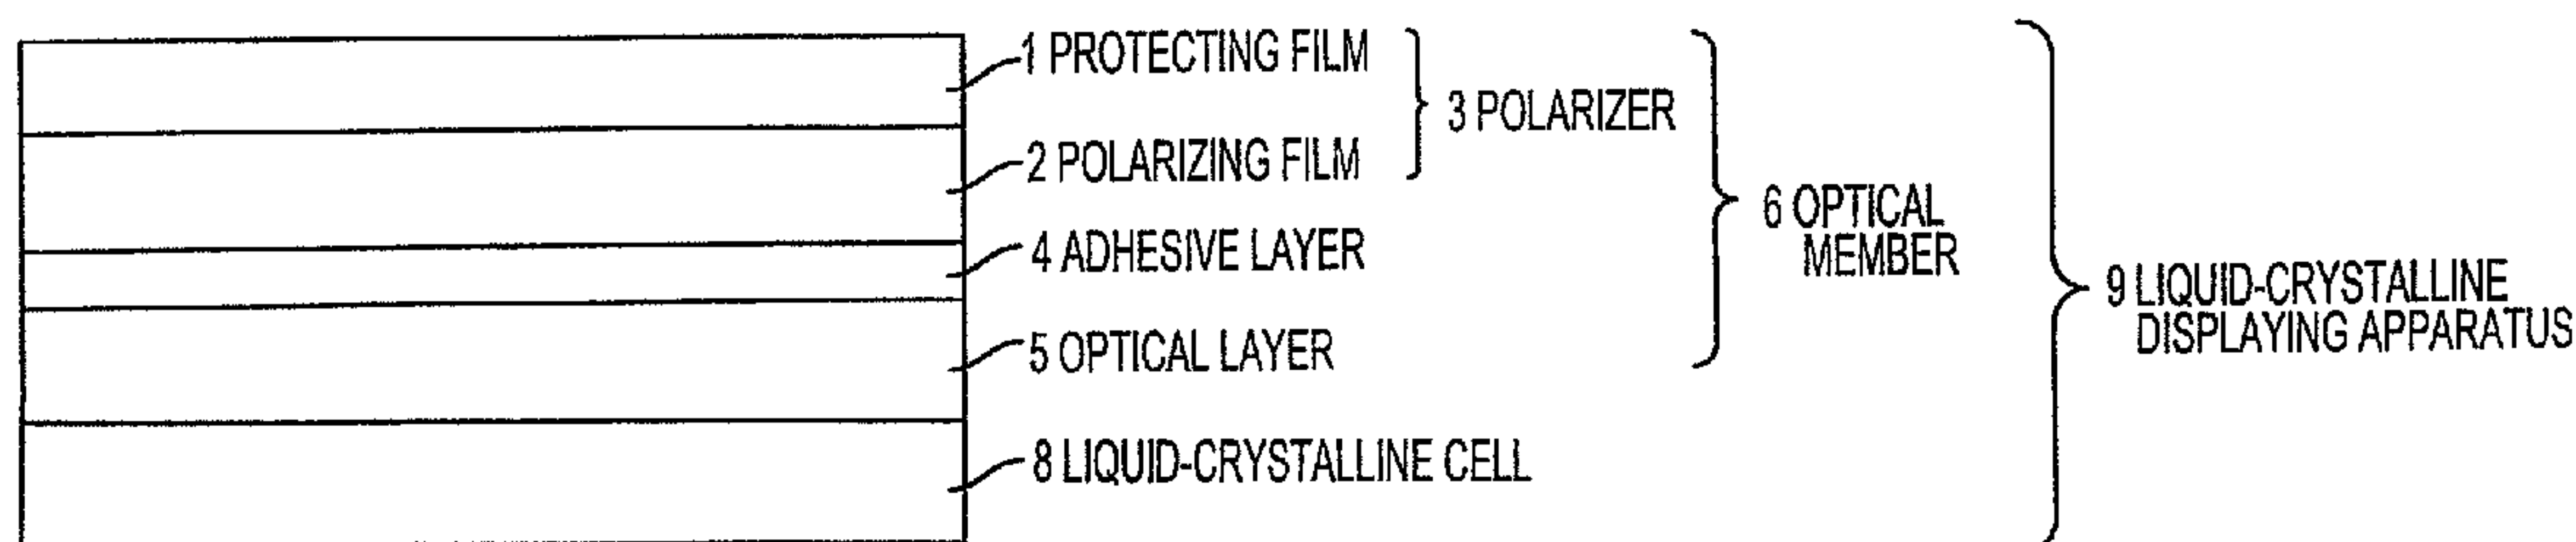 1 PROTECTING FILM
2 POLARIZING FILM
3 POLARIZER
4 ADHESIVE LAYER
5 OPTICAL LAYER
6 OPTICAL
MEMBER
8 LIQUID-CRYSTALLINE CELL
9 LIQUID-CRYSTALLINE
DISPLAYING APPARATUS